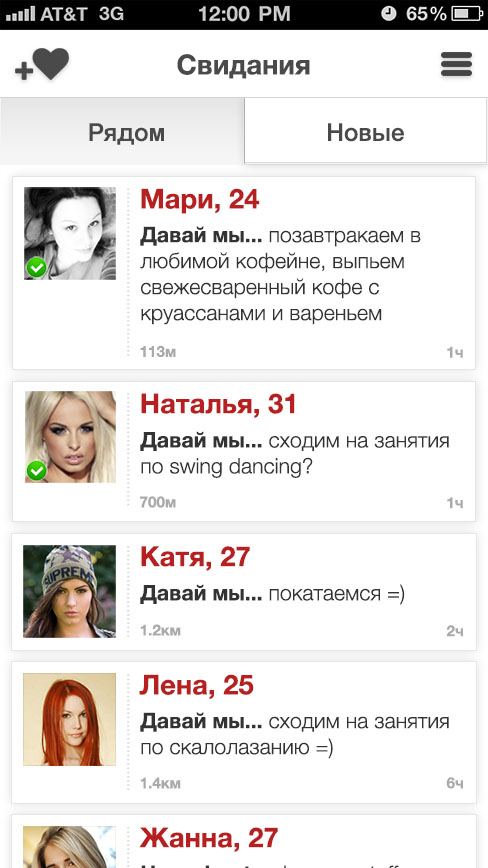 AT&T 3G 12:00 PM 65%
Свидания
Рядом Новые
Мари, 24
Давай мы... позавтракаем в
любимой кофейне, выпьем
свежесваренный кофе с
круассанами и вареньем
113м 1ч
Наталья, 31
Давай мы... сходим на занятия
по swing dancing?
700м 1ч
SUPREME
Катя, 27
Давай мы... покатаемся =)
1.2км 2ч
Лена, 25
Давай мы... сходим на занятия
по скалолазанию =)
1.4км 6ч
Жанна, 27